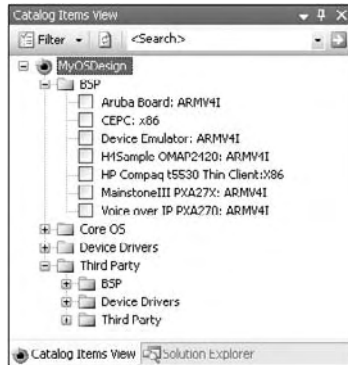 Catalog Items View
Filter <Search>
MyOSDesign
BSP
Aruba Board: ARMV4I
CEPC: x86
Device Emulator: ARMV4I
H4Sample OMAP2420: ARMV4I
HP Compaq t5530 Thin Client:X86
MainstoneIII PXA27X: ARMV4I
Voice over IP PXA270: ARMV4I
Core OS
Device Drivers
Third Party
BSP
Device Drivers
Third Party
Catalog Items View Solution Explorer